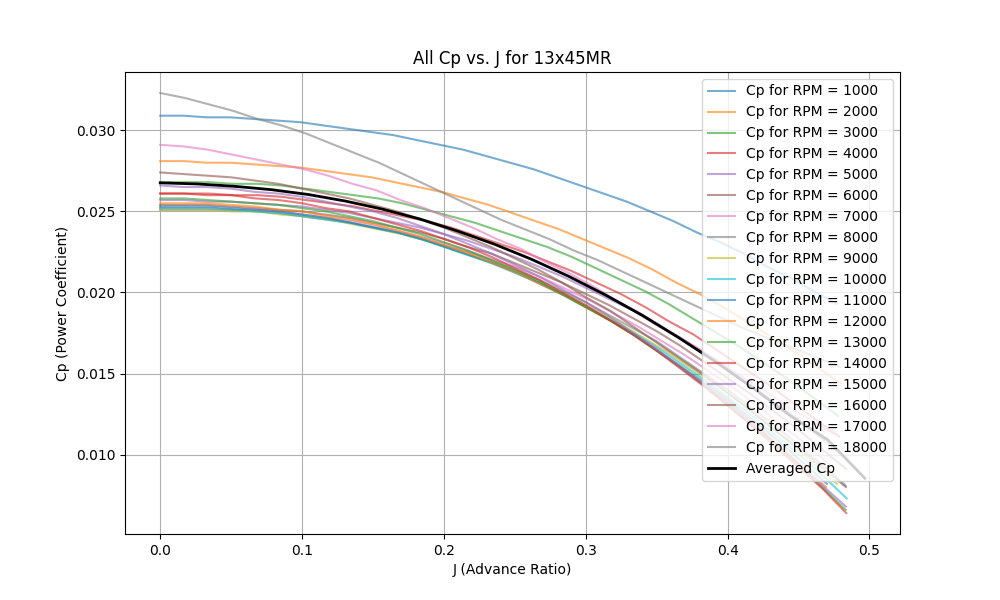 All Cp vs. J for 13x45MR
Cp (Power Coefficient)
0.030
0.025
0.020
0.015
0.010
0.0
0.1
0.2
0.3
0.4
0.5
J (Advance Ratio)
Cp for RPM = 1000
Cp for RPM = 2000
Cp for RPM = 3000
Cp for RPM = 4000
Cp for RPM = 5000
Cp for RPM = 6000
Cp for RPM = 7000
Cp for RPM = 8000
Cp for RPM = 9000
Cp for RPM = 10000
Cp for RPM = 11000
Cp for RPM = 12000
Cp for RPM = 13000
Cp for RPM = 14000
Cp for RPM = 15000
Cp for RPM = 16000
Cp for RPM = 17000
Cp for RPM = 18000
Averaged Cp